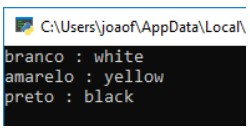 C:\Users\joaof\AppData\Local\
branco : white
amarelo : yellow
preto : black